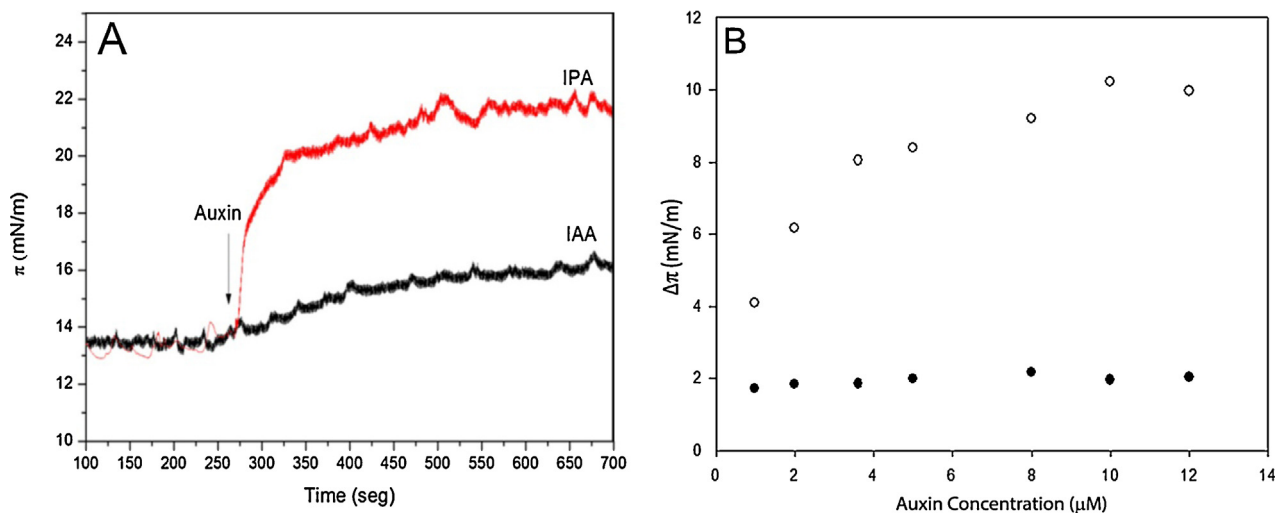 A
24
22
20
18
16
14
12
10
π (mN/m)
IPA
Auxin
IAA
100 150 200 250 300 350 400 450 500 550 600 650 700
Time (seg)
B
12
10
8
6
4
2
0
Δπ (mN/m)
0 2 4 6 8 10 12 14
Auxin Concentration (μM)